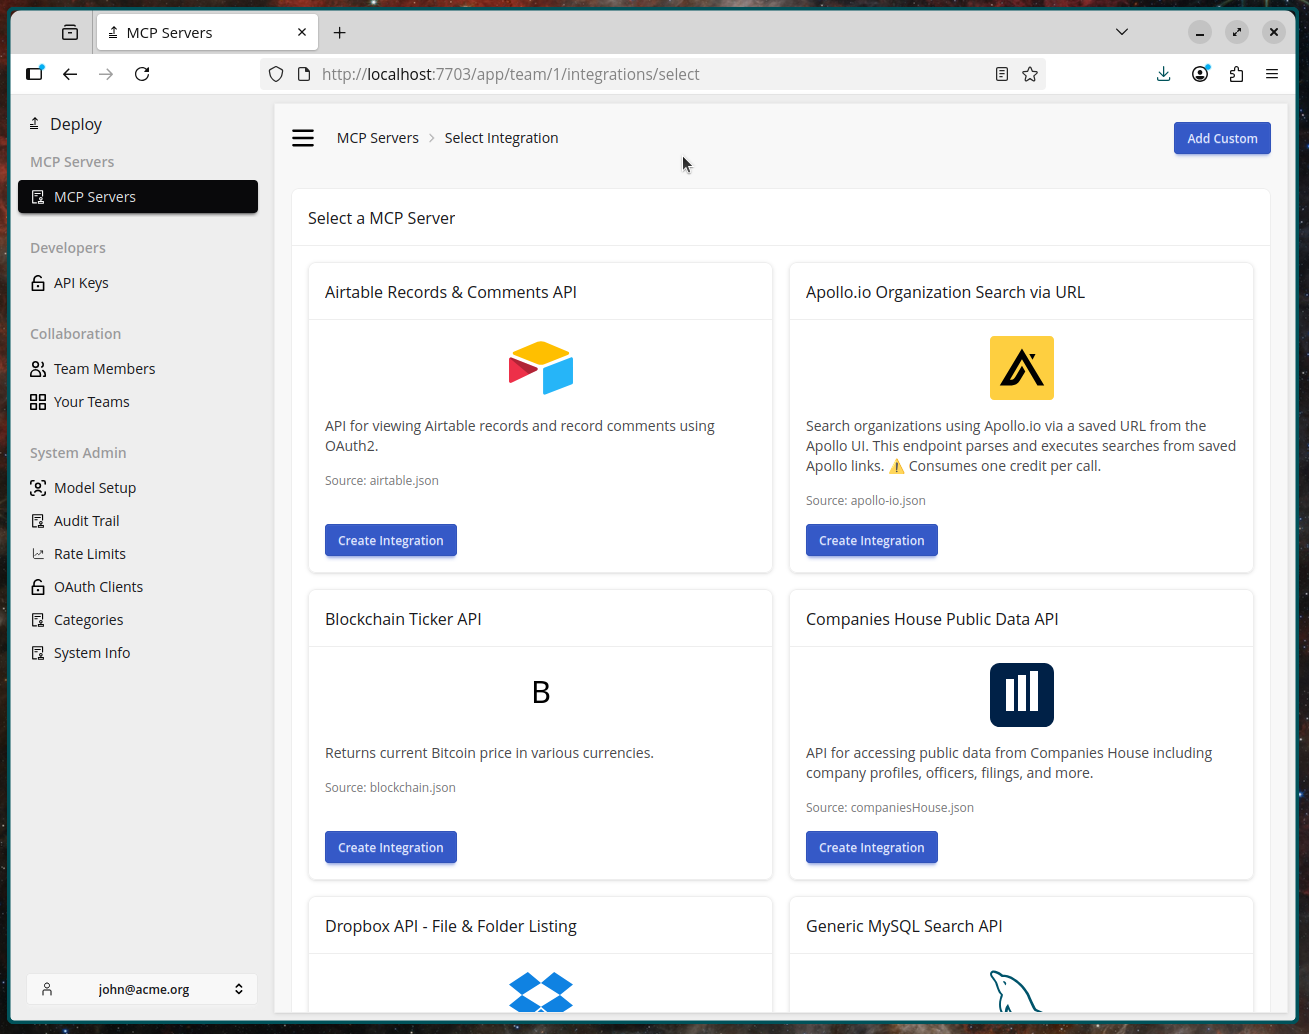 MCP Servers
http://localhost:7703/app/team/1/integrations/select
Deploy
MCP Servers
MCP Servers
Developers
API Keys
Collaboration
Team Members
Your Teams
System Admin
Model Setup
Audit Trail
Rate Limits
OAuth Clients
Categories
System Info
john@acme.org
MCP Servers
Select Integration
Add Custom
Select a MCP Server
Airtable Records & Comments API
API for viewing Airtable records and record comments using
OAuth2.
Source: airtable.json
Create Integration
Apollo.io Organization Search via URL
Search organizations using Apollo.io via a saved URL from the
Apollo UI. This endpoint parses and executes searches from saved
Apollo links. ⚠️ Consumes one credit per call.
Source: apollo-io.json
Create Integration
Blockchain Ticker API
B
Returns current Bitcoin price in various currencies.
Source: blockchain.json
Create Integration
Companies House Public Data API
API for accessing public data from Companies House including
company profiles, officers, filings, and more.
Source: companiesHouse.json
Create Integration
Dropbox API - File & Folder Listing
Generic MySQL Search API